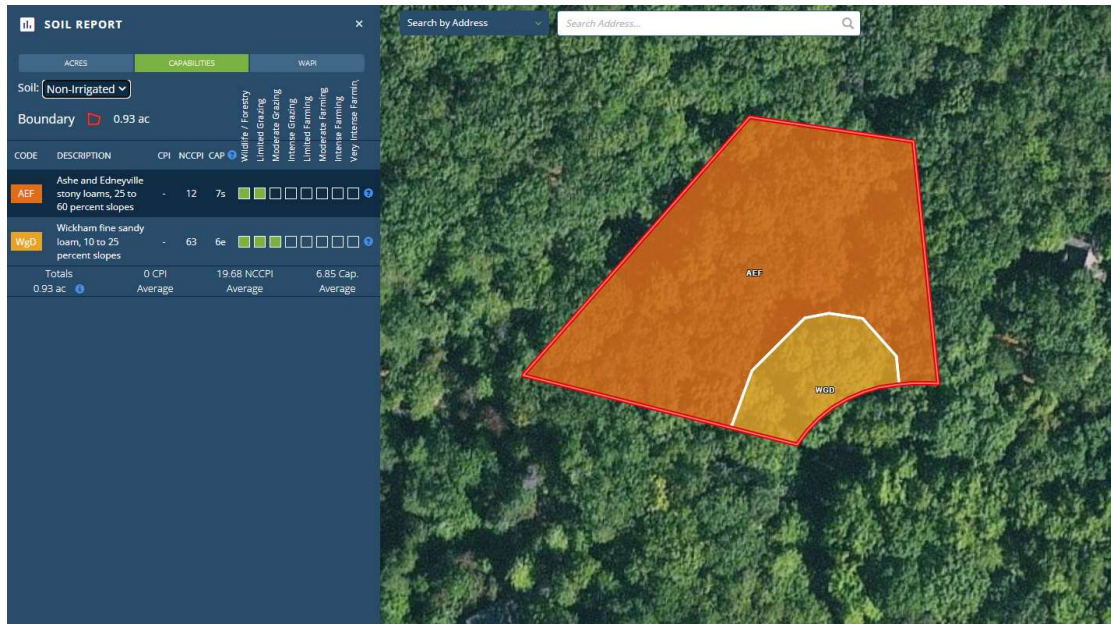 SOIL REPORT
×
Search by Address
Search Address...
ACRES
CAPABILITIES
WAPI
Soil: Non-Irrigated
Boundary 0.93 ac
CODE DESCRIPTION CPI NCCPI CAP
Wildlife / Forestry
Limited Grazing
Moderate Grazing
Intense Grazing
Limited Farming
Moderate Farming
Intense Farming
Very Intense Farmin,
AEF
Ashe and Edneyville
stony loams, 25 to
60 percent slopes
- 12 7s
WgD
Wickham fine sandy
loam, 10 to 25
percent slopes
- 63 6e
Totals 0 CPI 19.68 NCCPI 6.85 Cap.
0.93 ac Average Average Average
AEF
WGD